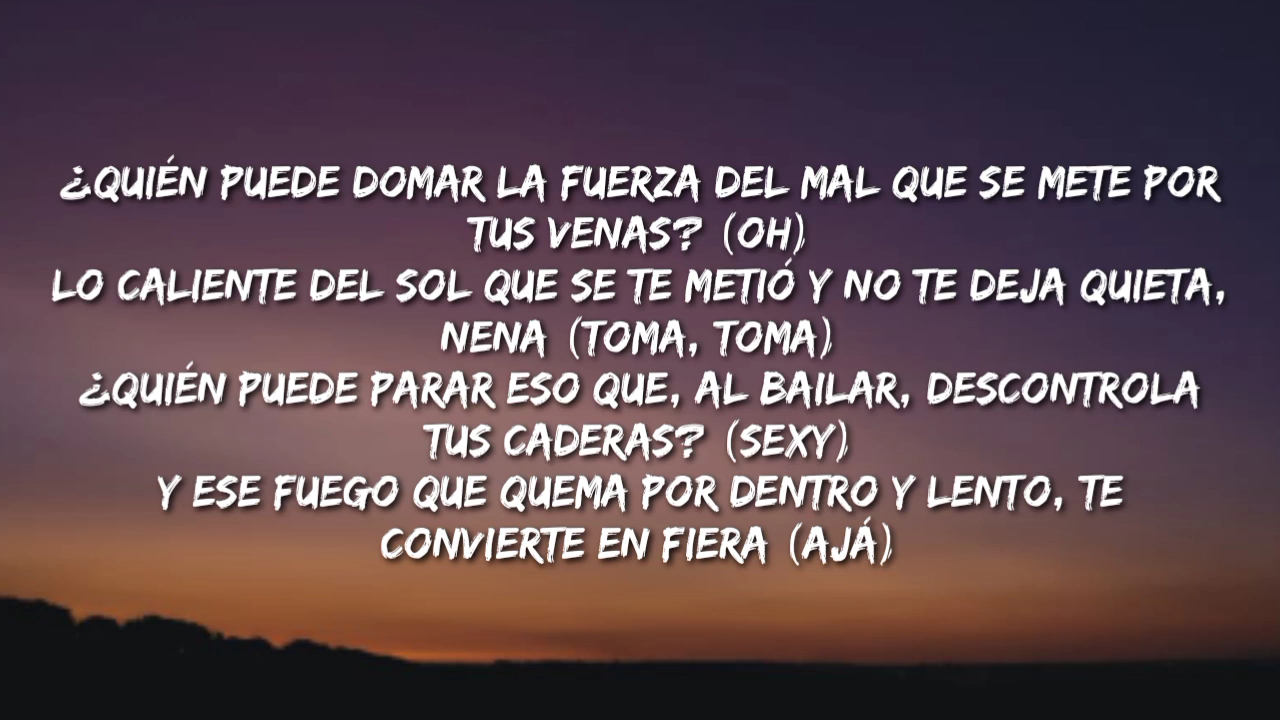 ¿QUIÉN PUEDE DOMAR LA FUERZA DEL MAL QUE SE METE POR
TUS VENAS? (OH)
LO CALIENTE DEL SOL QUE SE TE METIÓ Y NO TE DEJA QUIETA,
NENA (TOMA, TOMA)
¿QUIÉN PUEDE PARAR ESO QUE, AL BAILAR, DESCONTROLA
TUS CADERAS? (SEXY)
Y ESE FUEGO QUE QUEMA POR DENTRO Y LENTO, TE
CONVIERTE EN FIERA (AJÁ)